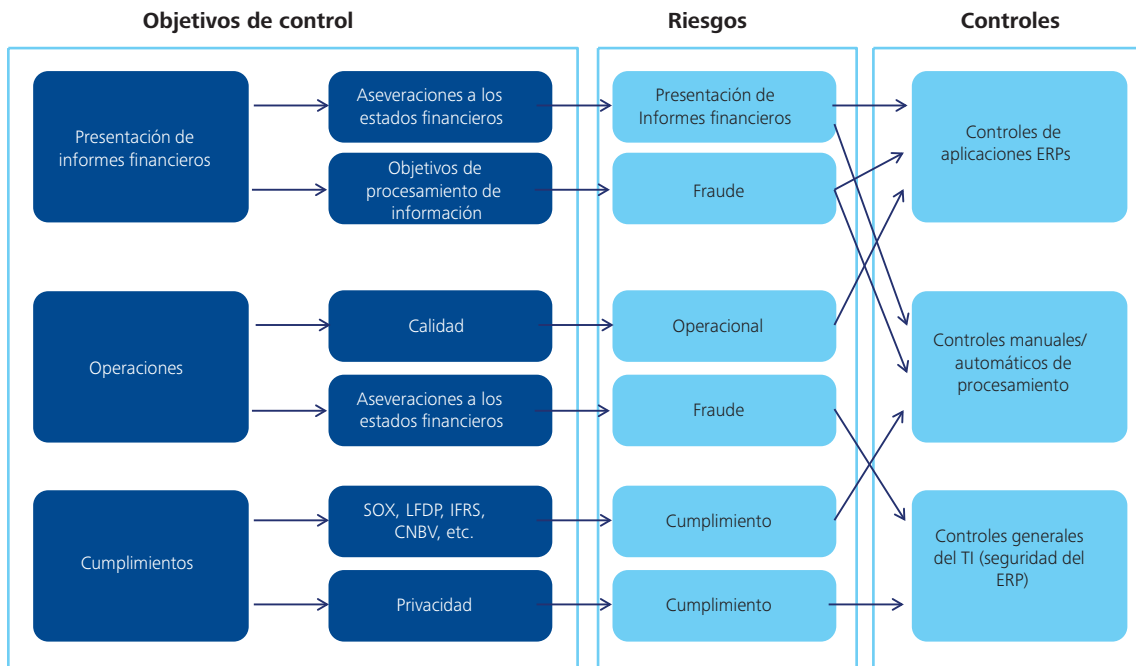 Objetivos de control
Riesgos
Controles
Presentación de
informes financieros
Aseveraciones a los
estados financieros
Objetivos de
procesamiento de
información
Presentación de
Informes financieros
Fraude
Controles de
aplicaciones ERPs
Operaciones
Calidad
Aseveraciones a los
estados financieros
Operacional
Fraude
Controles manuales/
automáticos de
procesamiento
Cumplimientos
SOX, LFDP, IFRS,
CNBV, etc.
Privacidad
Cumplimiento
Cumplimiento
Controles generales
del TI (seguridad del
ERP)